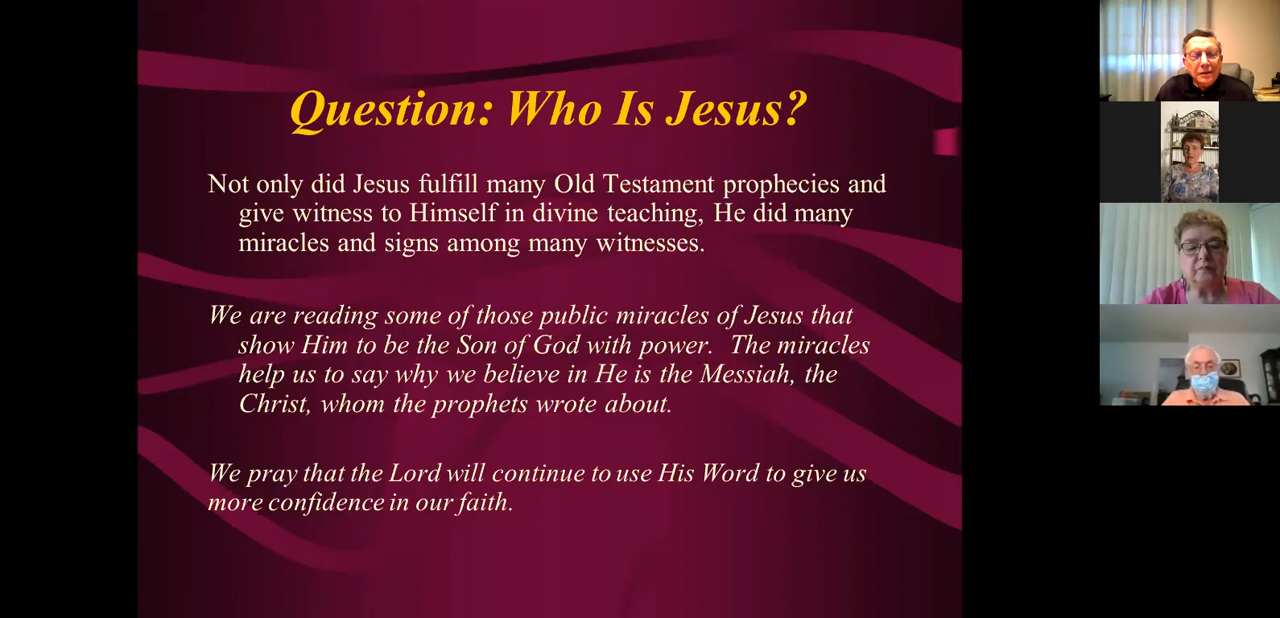 Question: Who Is Jesus?
Not only did Jesus fulfill many Old Testament prophecies and
give witness to Himself in divine teaching, He did many
miracles and signs among many witnesses.
We are reading some of those public miracles of Jesus that
show Him to be the Son of God with power. The miracles
help us to say why we believe in He is the Messiah, the
Christ, whom the prophets wrote about.
We pray that the Lord will continue to use His Word to give us
more confidence in our faith.